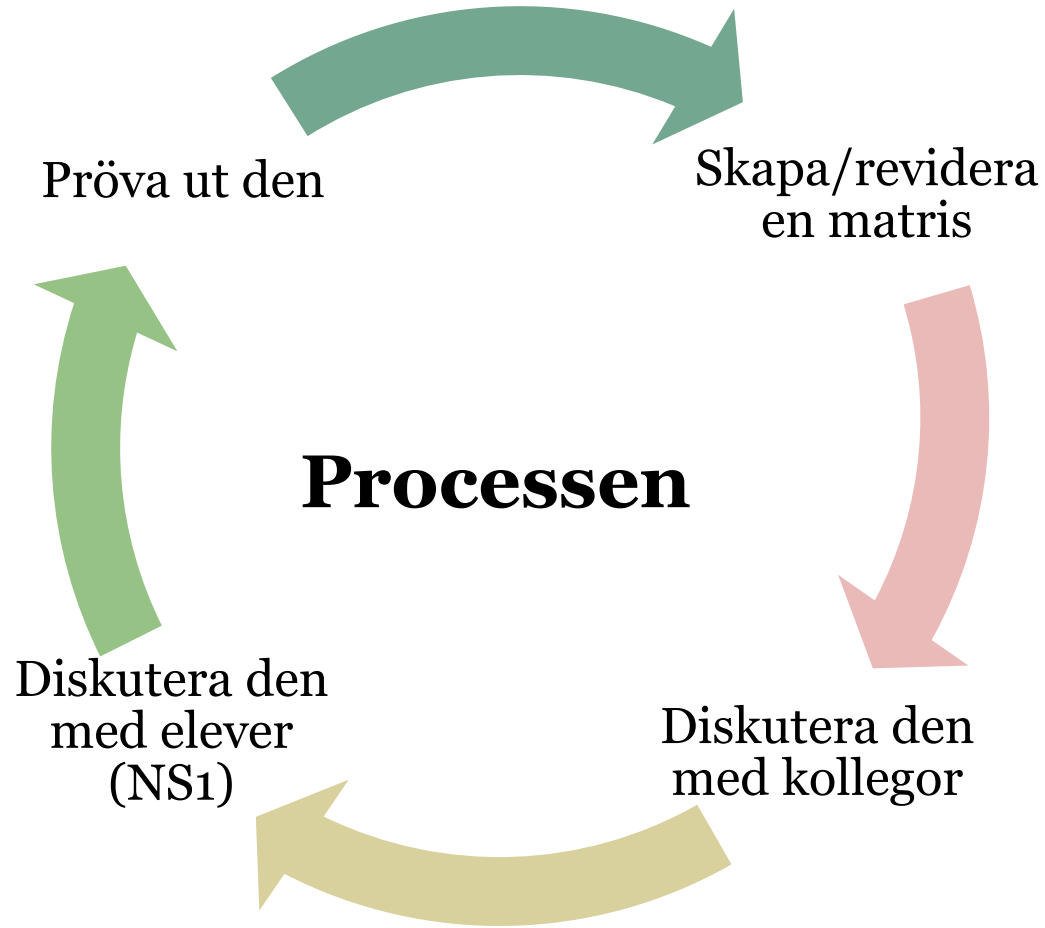 Pröva ut den
Skapa/revidera
en matris
Processen
Diskutera den
med elever
(NS1)
Diskutera den
med kollegor